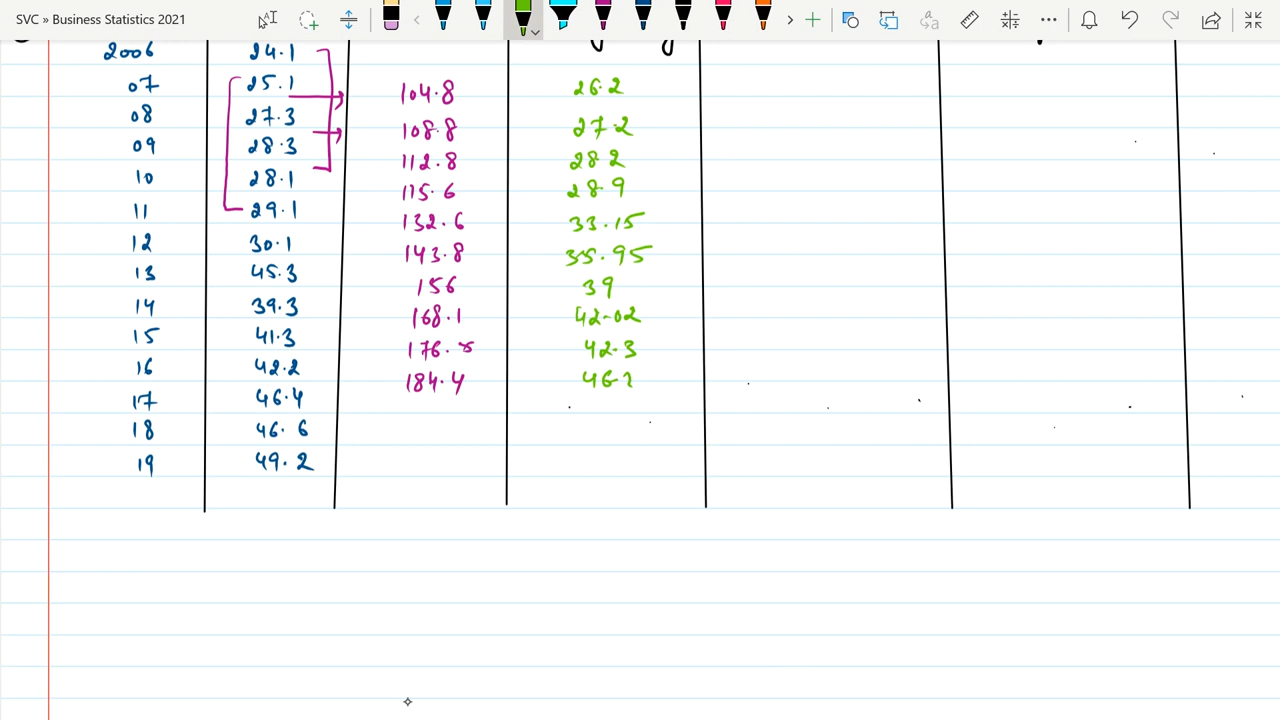 SVC » Business Statistics 2021
2006 24.1
07 25.1 104.8 26.2
08 27.3 108.8 27.2
09 28.3 112.8 28.2
10 28.1 115.6 28.9
11 29.1 132.6 33.15
12 30.1 143.8 35.95
13 45.3 156 39
14 39.3 168.1 42.02
15 41.3 42.3
16 42.2 184.4
17 46.4
18 46.6
19 49.2